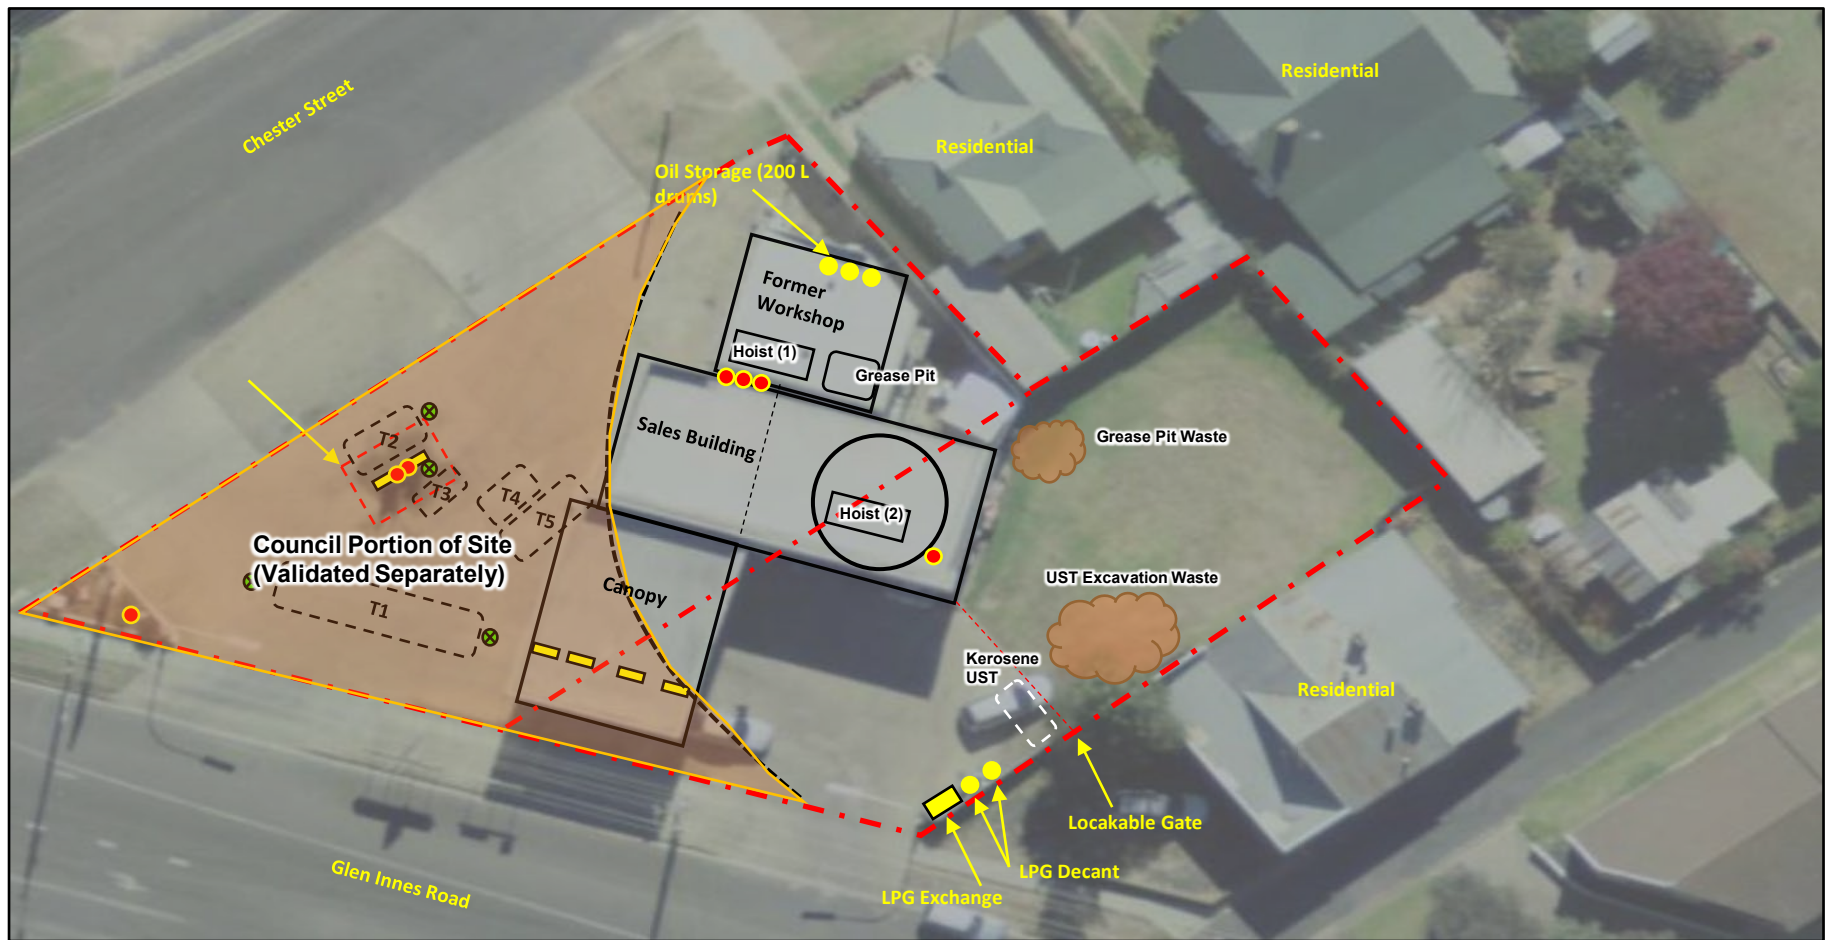 Chester Street
Residential
Residential
Oil Storage (200 L
drums)
Former
Workshop
Hoist (1)
Grease Pit
Sales Building
Grease Pit Waste
T2
T3
T4
T5
Hoist (2)
Council Portion of Site
(Validated Separately)
T1
Canopy
UST Excavation Waste
Kerosene
UST
Residential
Locakable Gate
LPG Decant
LPG Exchange
Glen Innes Road